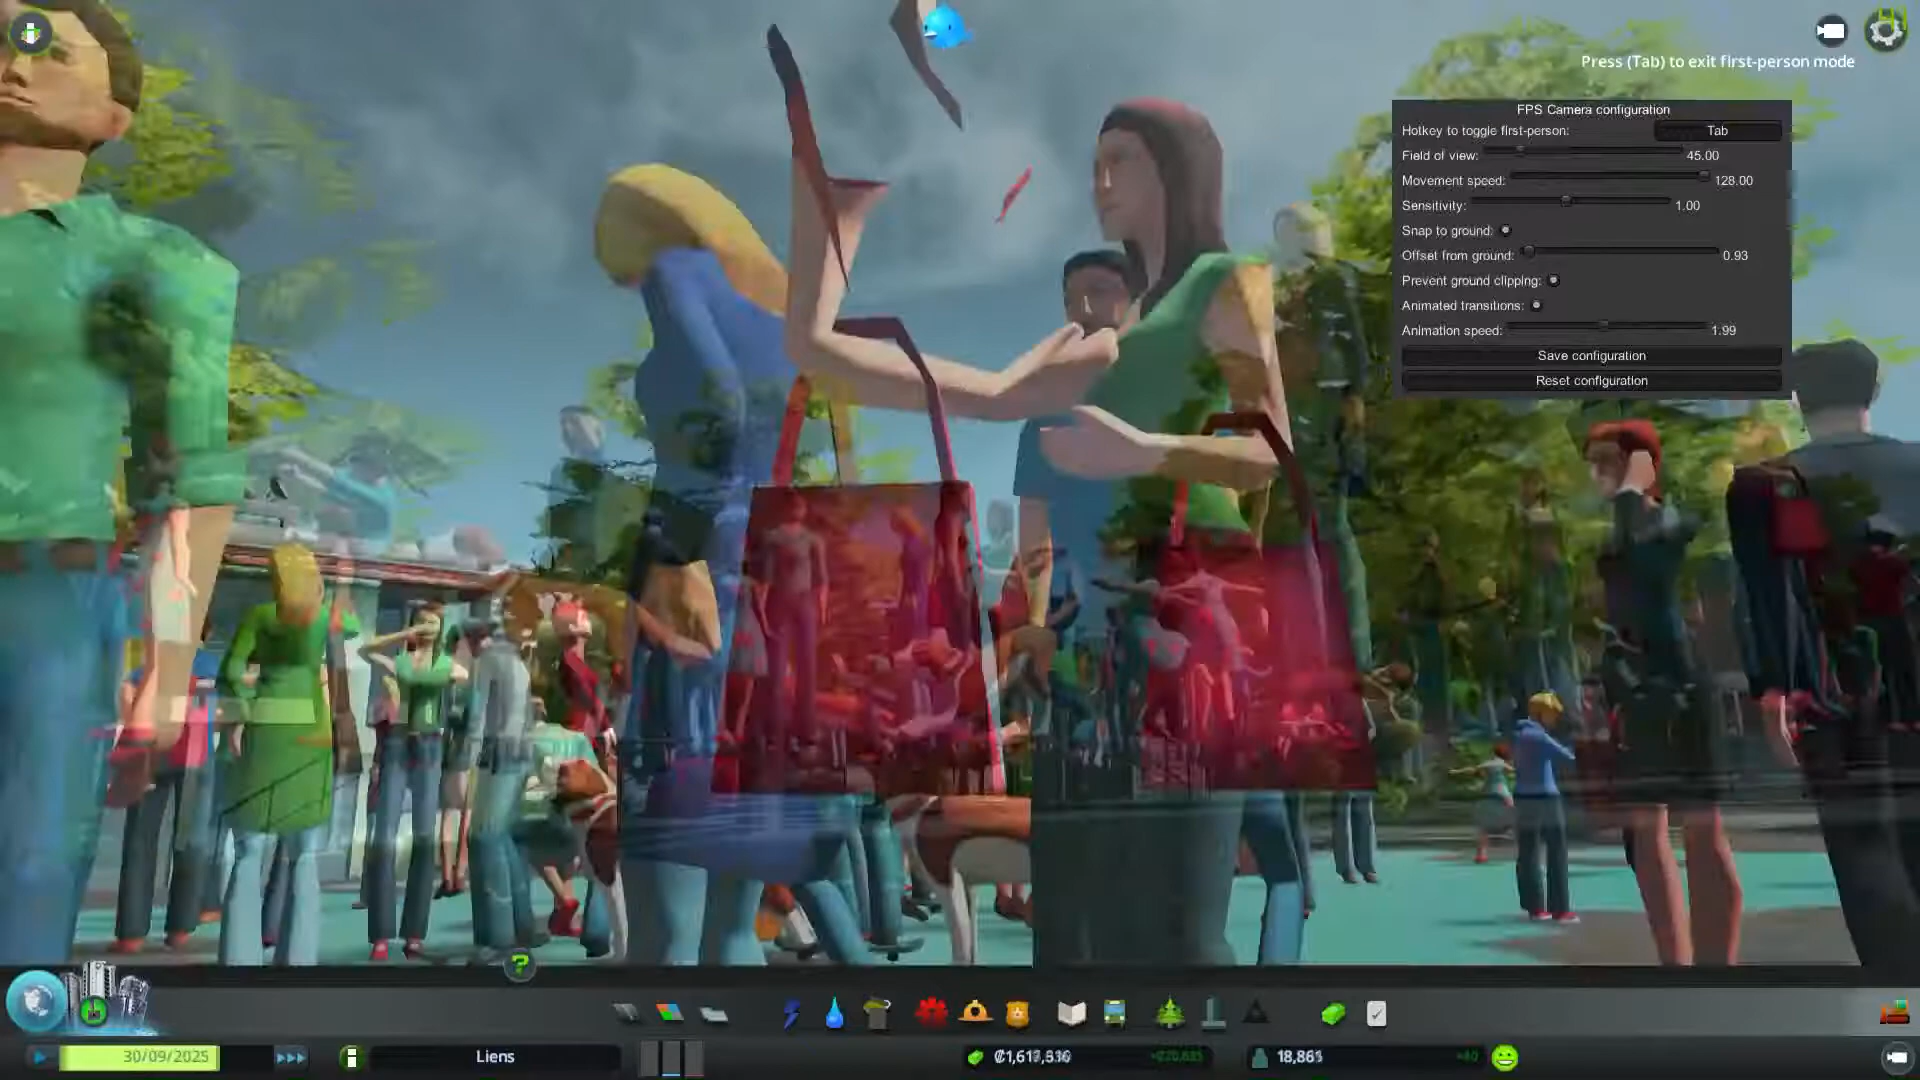 Press (Tab) to exit first-person mode
FPS Camera configuration
Hotkey to toggle first-person: Tab
Field of view: 45.00
Movement speed: 128.00
Sensitivity: 1.00
Snap to ground:
Offset from ground: 0.93
Prevent ground clipping:
Animated transitions:
Animation speed: 1.99
Save configuration
Reset configuration
30/09/2025
Liens